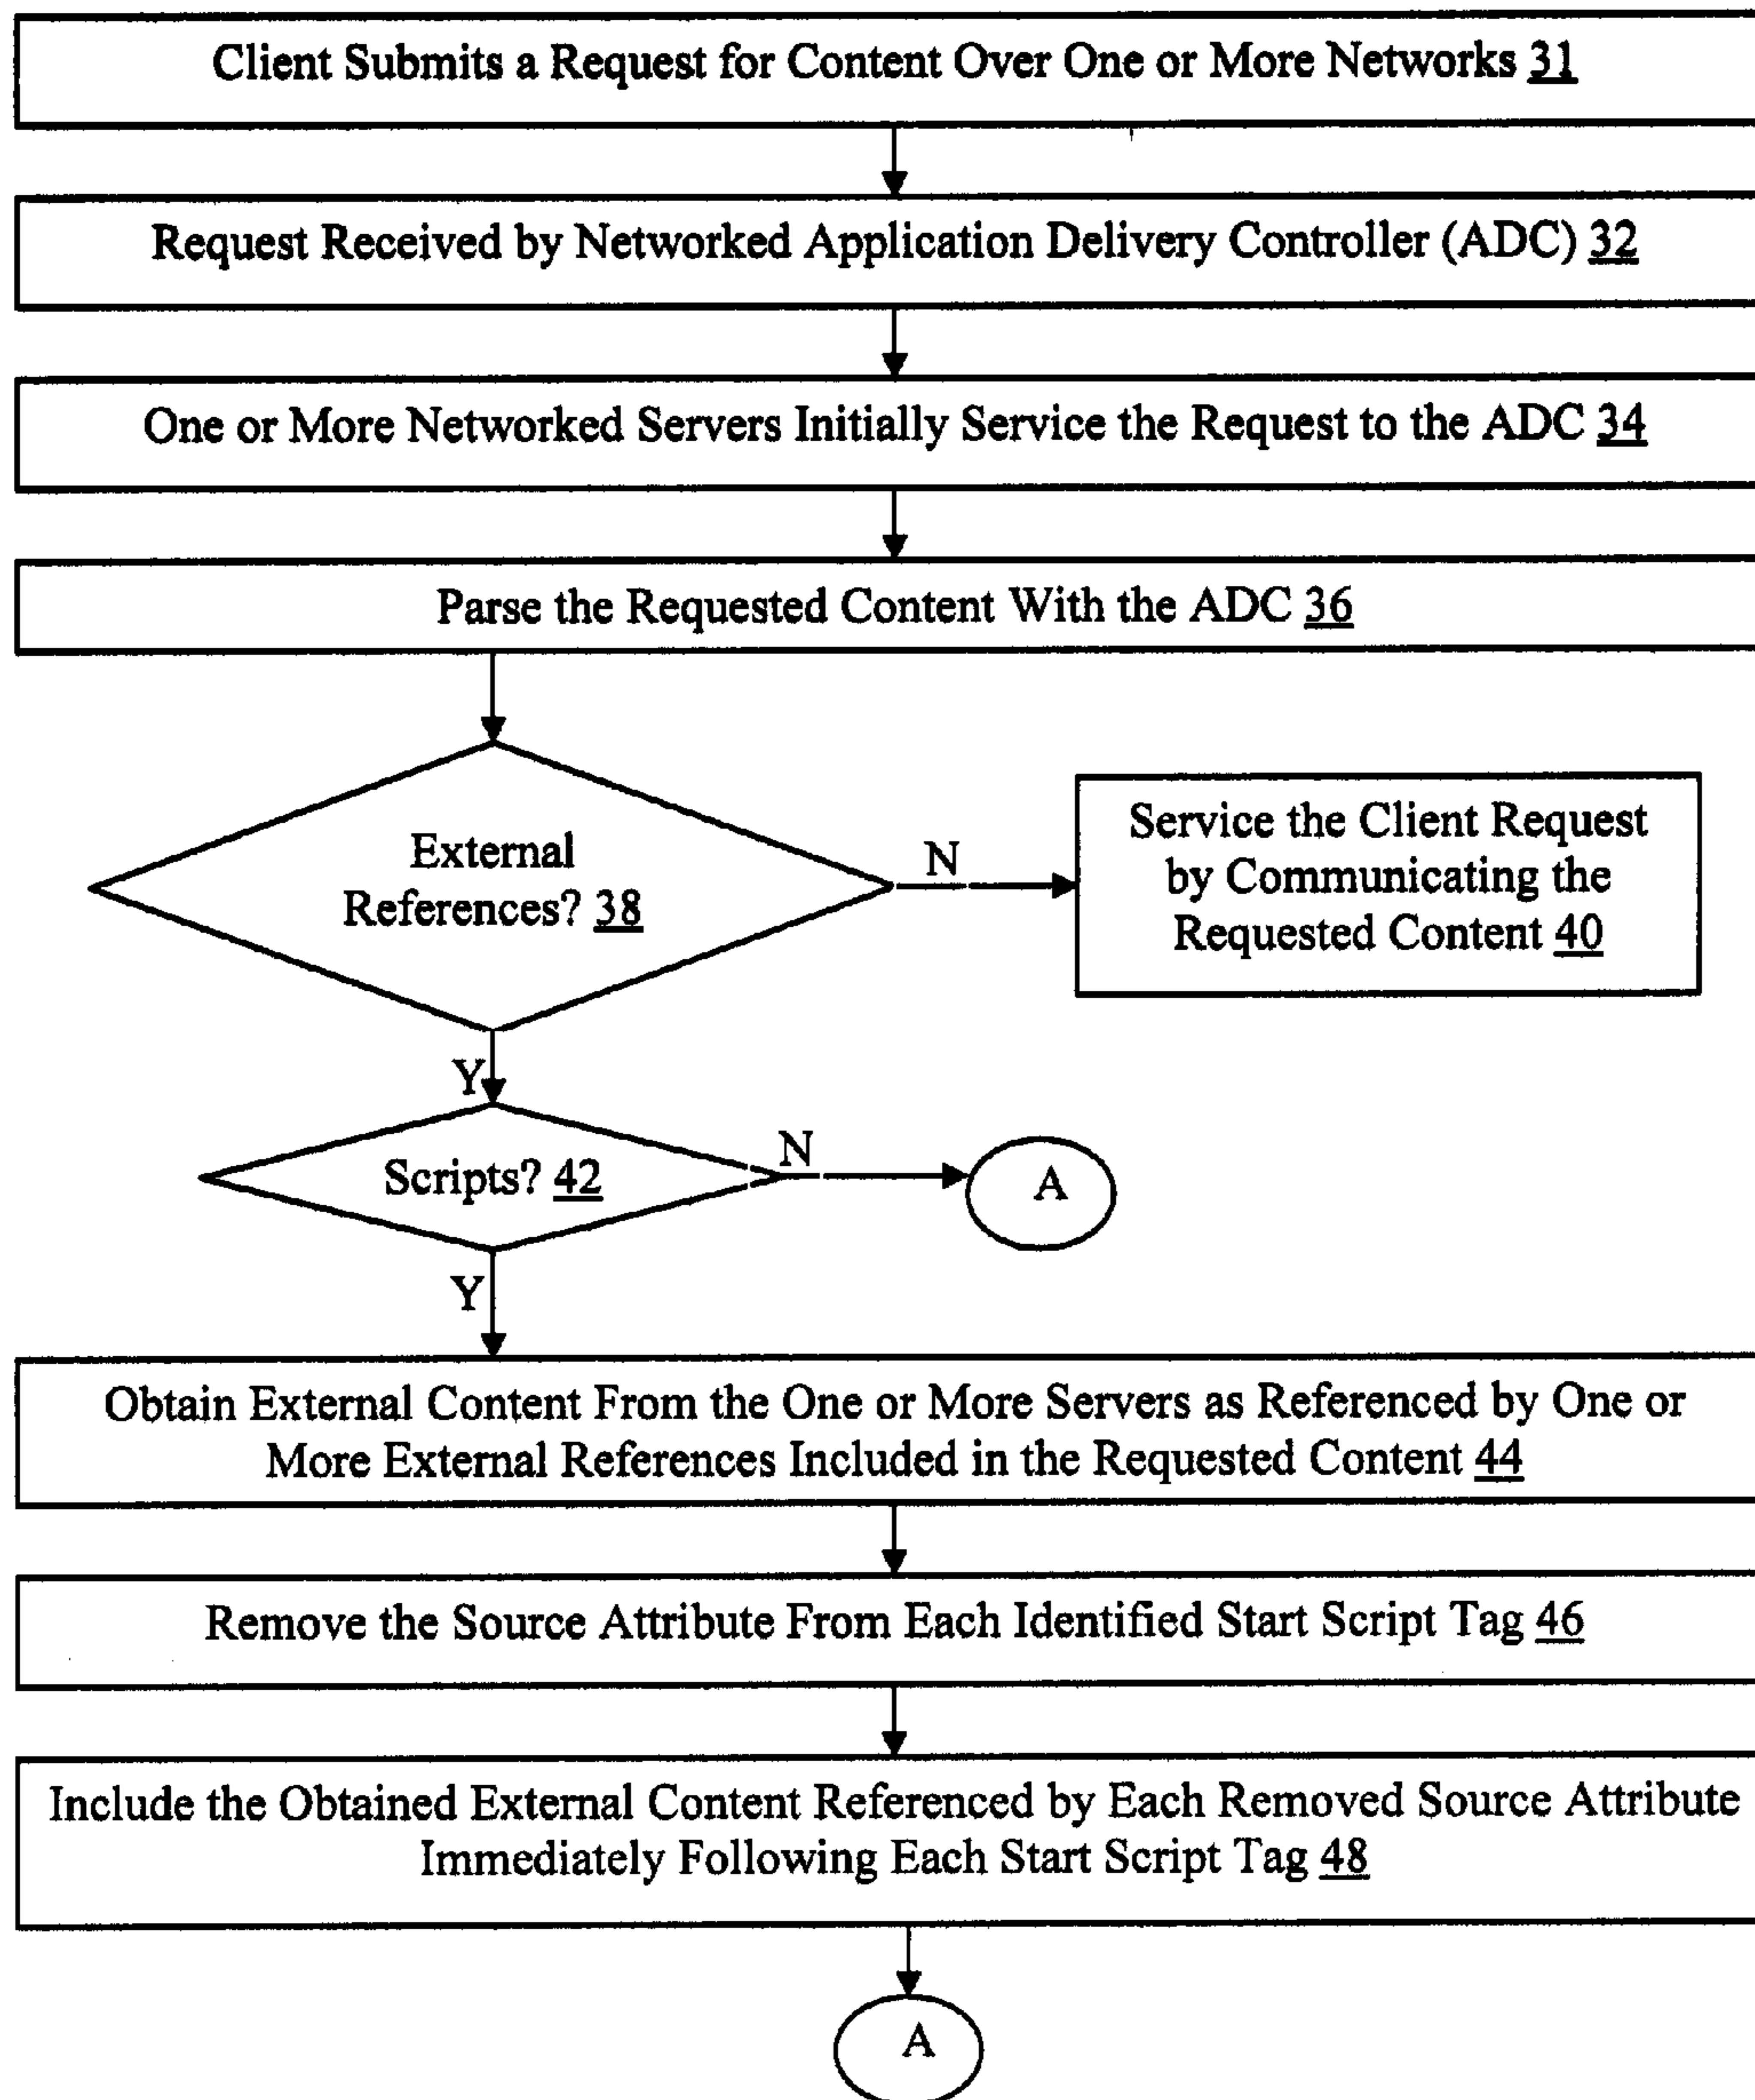 Client Submits a Request for Content Over One or More Networks 31
Request Received by Networked Application Delivery Controller (ADC) 32
One or More Networked Servers Initially Service the Request to the ADC 34
Parse the Requested Content With the ADC 36
External
References? 38
N
Service the Client Request
by Communicating the
Requested Content 40
Y
Scripts? 42
N
A
Y
Obtain External Content From the One or More Servers as Referenced by One or
More External References Included in the Requested Content 44
Remove the Source Attribute From Each Identified Start Script Tag 46
Include the Obtained External Content Referenced by Each Removed Source Attribute
Immediately Following Each Start Script Tag 48
A